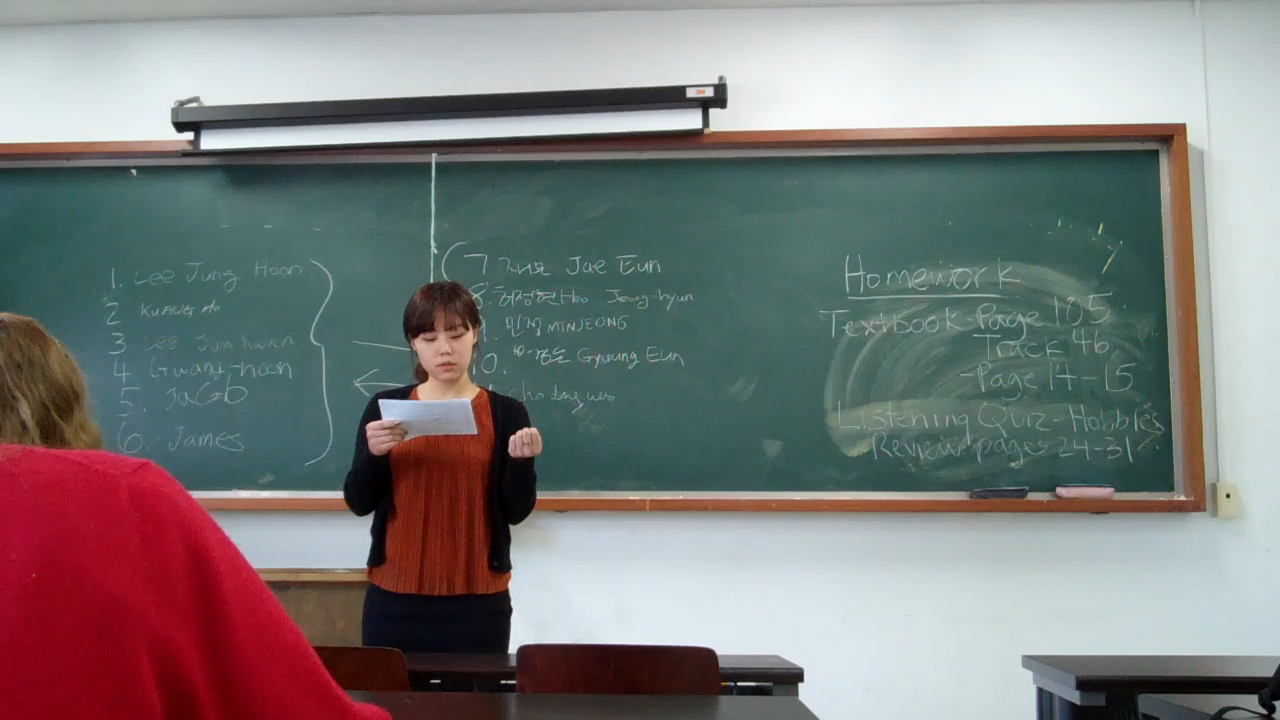 3M
1. Lee Jung Hoon
2
3 Lee Jun hwan
4 Gwang-hoon
5. JuGb
6. James
7 Jae Eun
8. Jeong-hyun
민정 MINJEONG
10. Gyoung Eun
Homework
Textbook Page 105
Track 46
-Page 14-15
Listening Quiz-Hobbies
Review pages 24-31